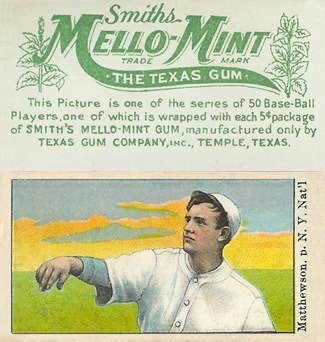 Smiths
MELLO-MINT
TRADE MARK
THE TEXAS GUM
This Picture is one of the series of 50 Base-Ball
Players, one of which is wrapped with each 5¢ package
of SMITH'S MELLO-MINT GUM, manufactured only by
TEXAS GUM COMPANY, INC., TEMPLE, TEXAS.
Matthewson, P. N. Y. Nat'l